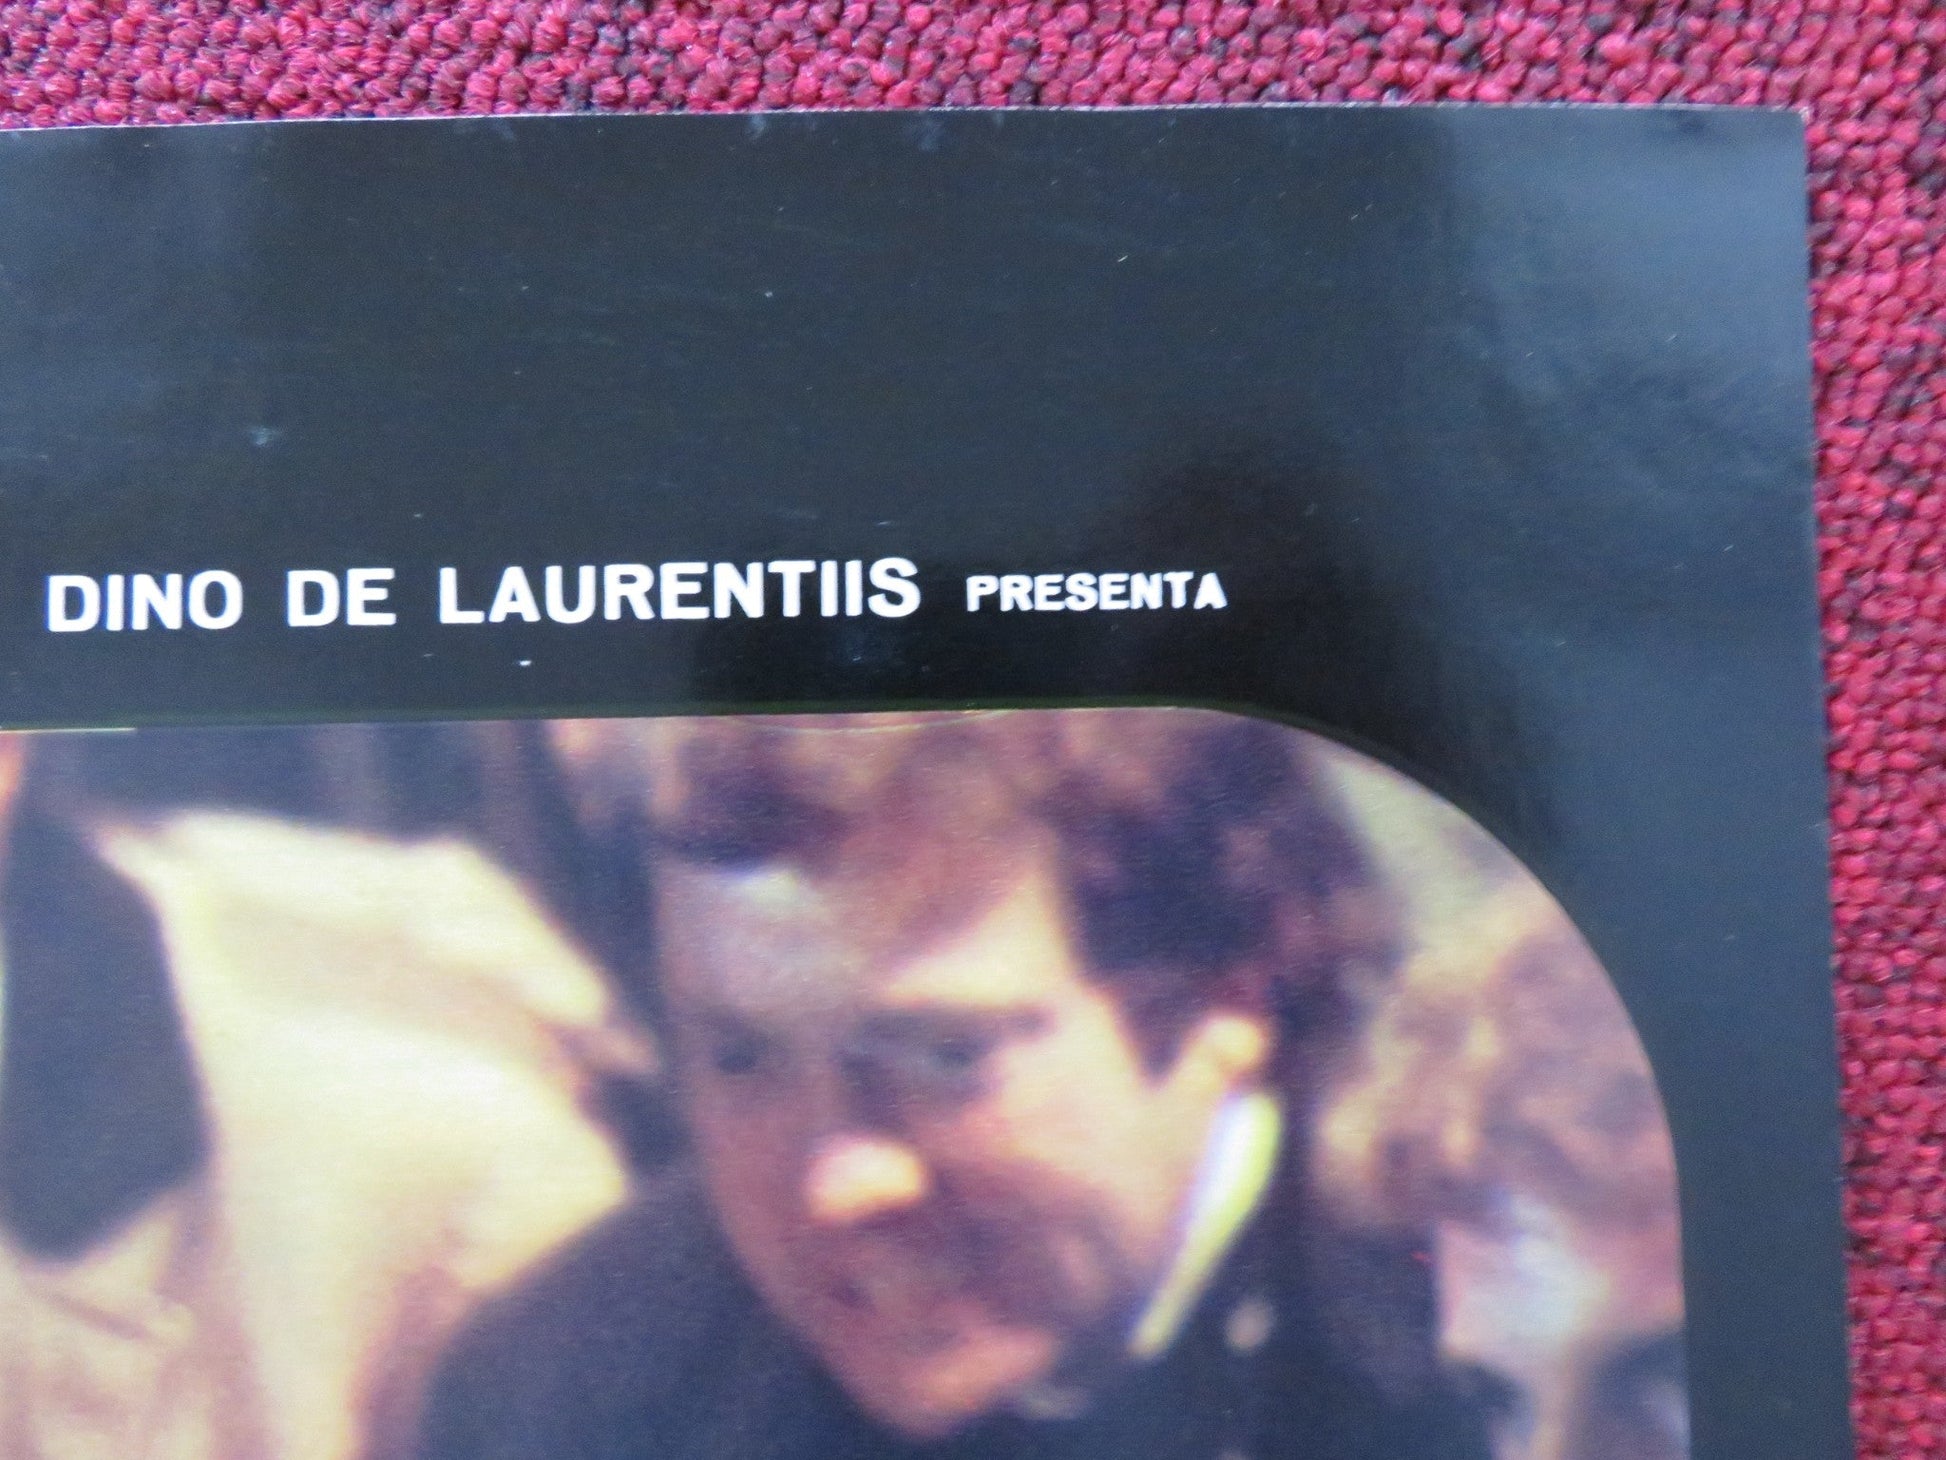 DINO DE LAURENTIIS PRESENTA